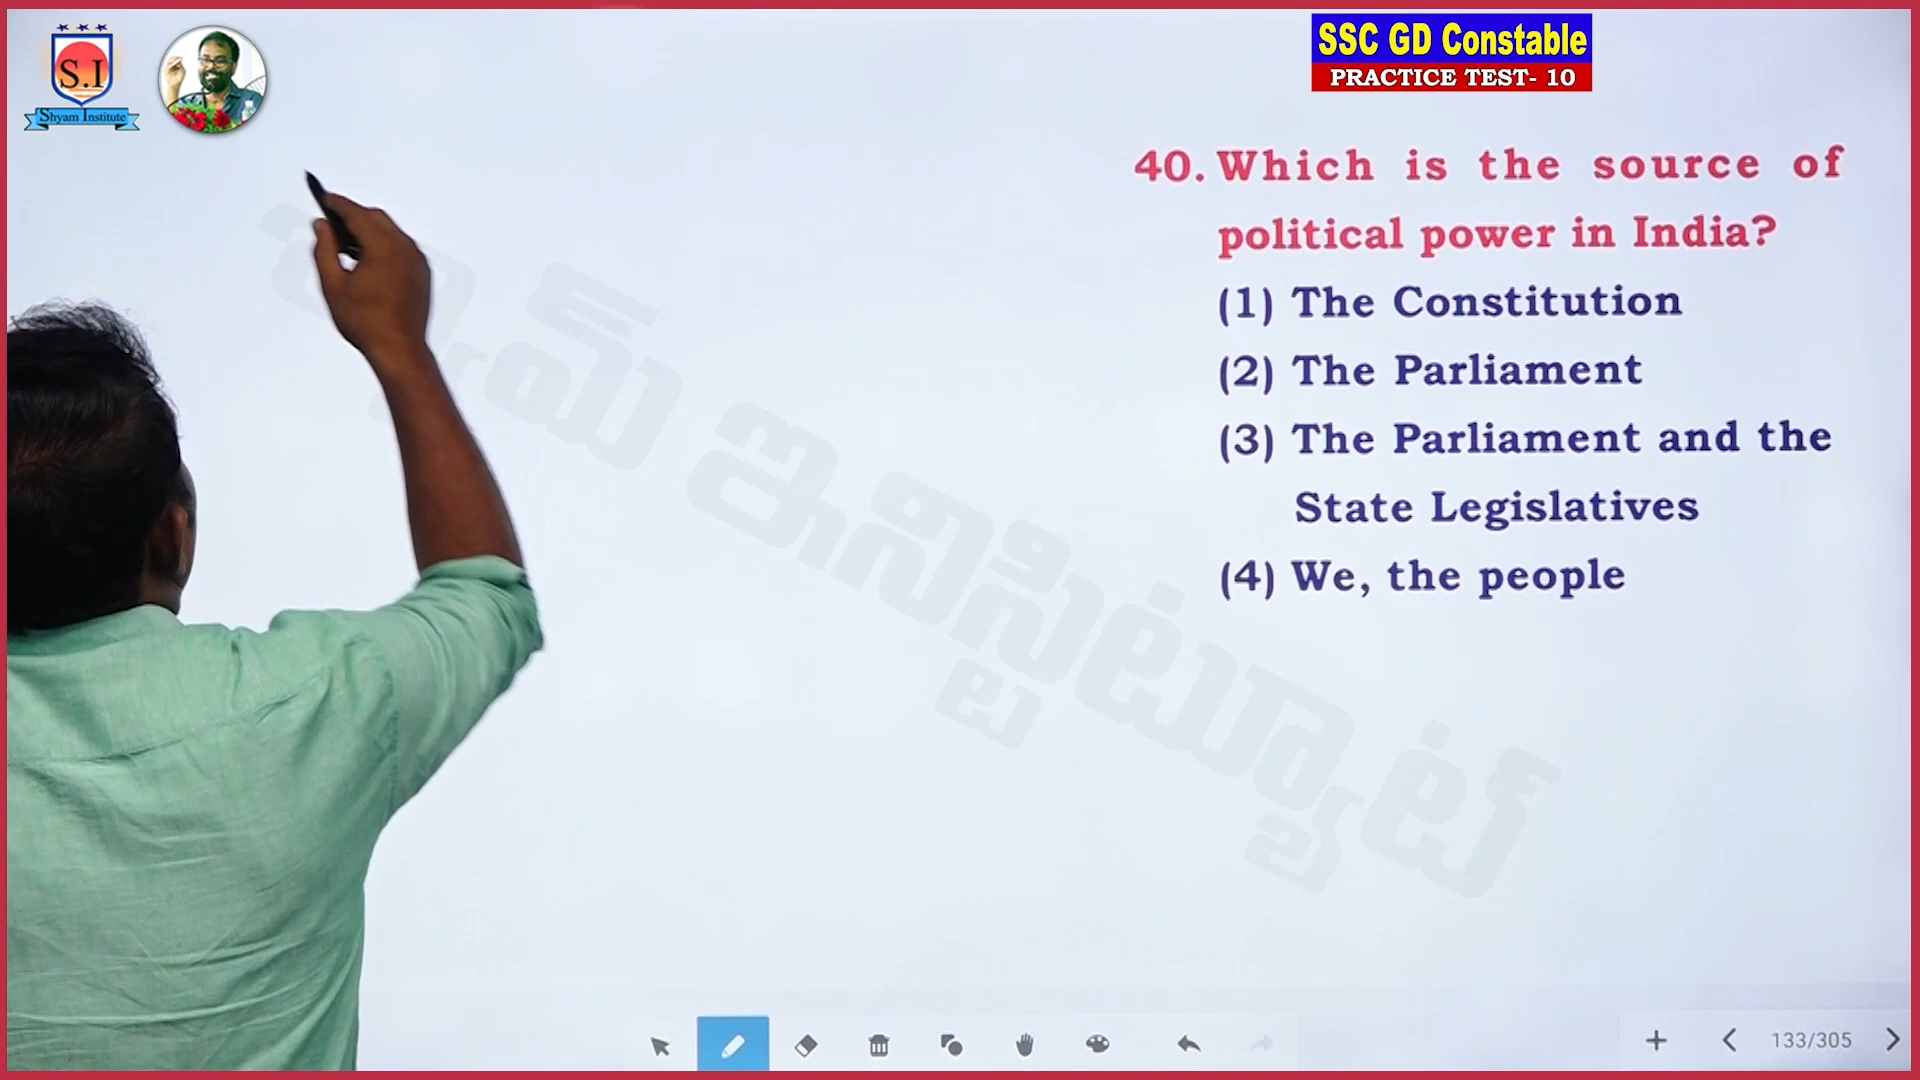 S.I
Shyam Institute
SSC GD Constable
PRACTICE TEST- 10
40. Which is the source of
political power in India?
(1) The Constitution
(2) The Parliament
(3) The Parliament and the
State Legislatives
(4) We, the people
శ్యామ్ ఇన్స్టిట్యూట్
133/305